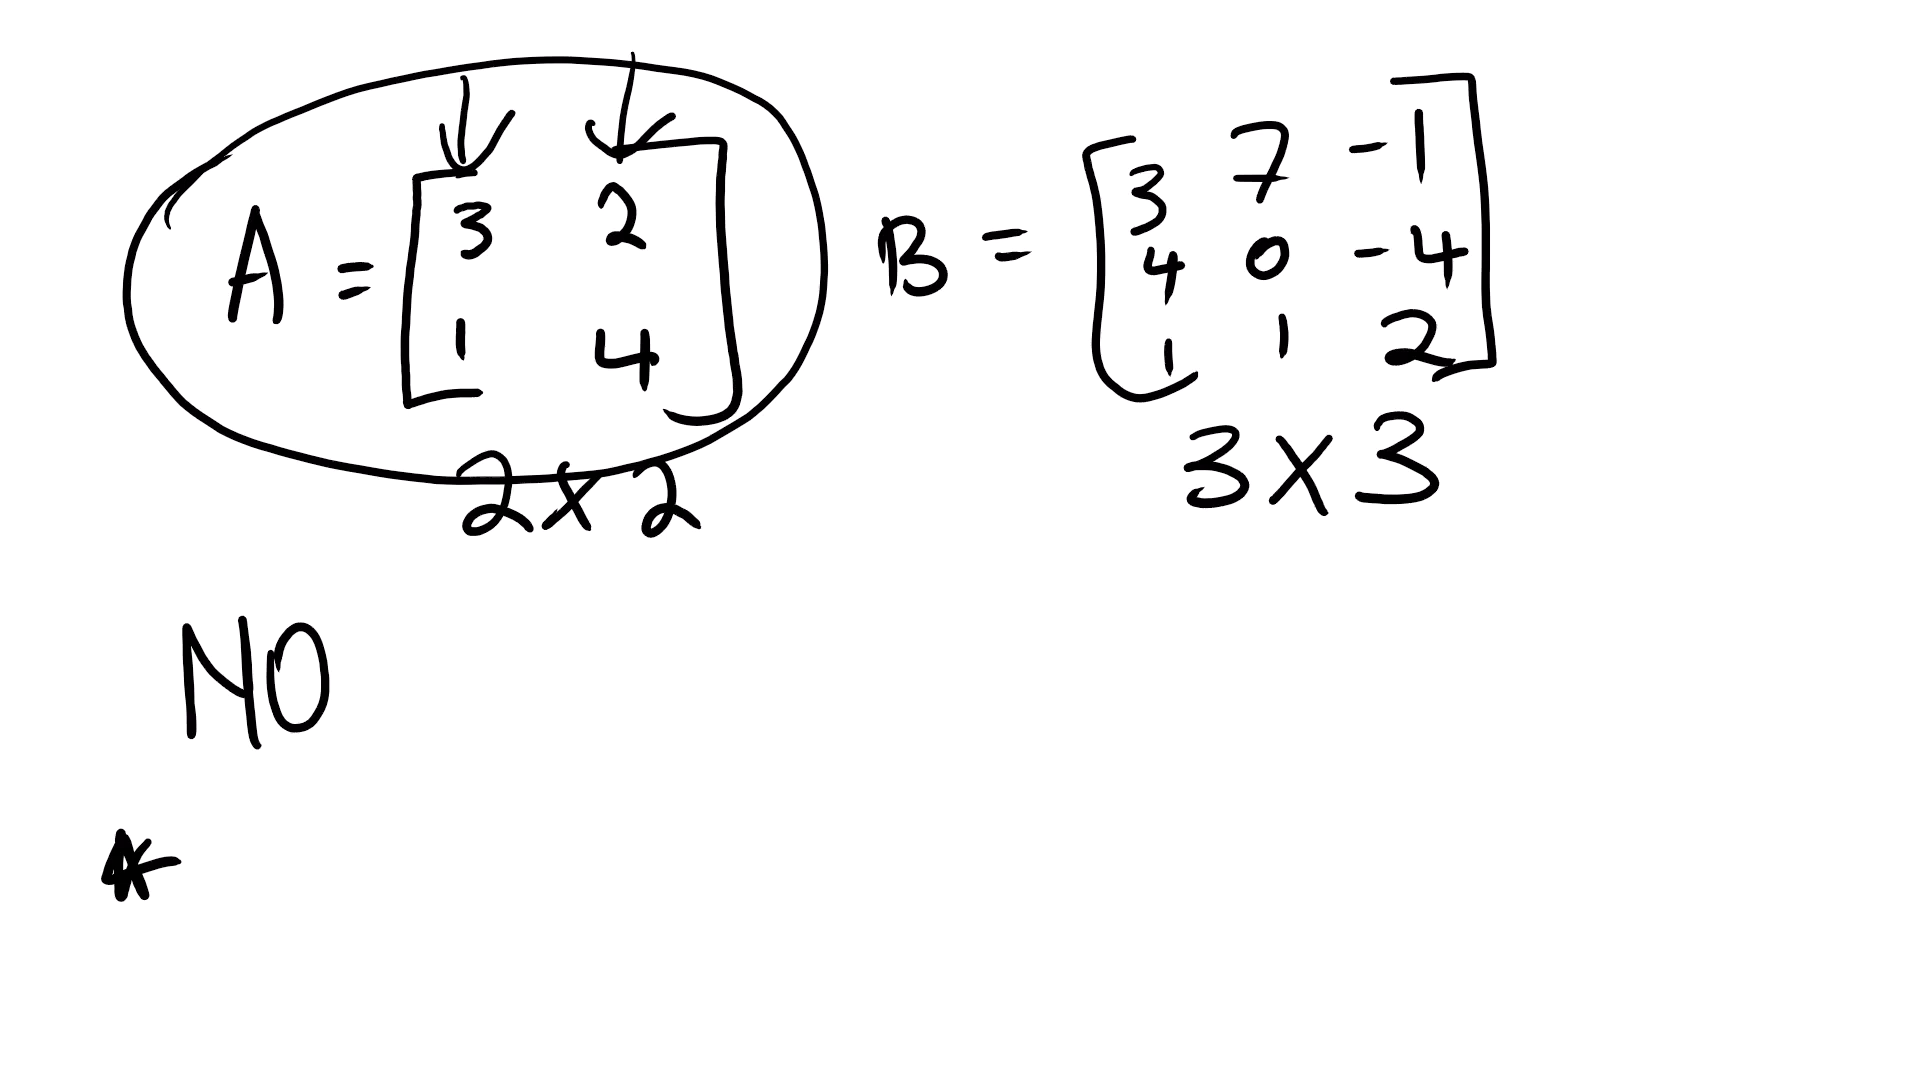 A = [3 2
1 4]
2x2
B = [3 7 -1
4 0 -4
1 1 2]
3x3
NO
*